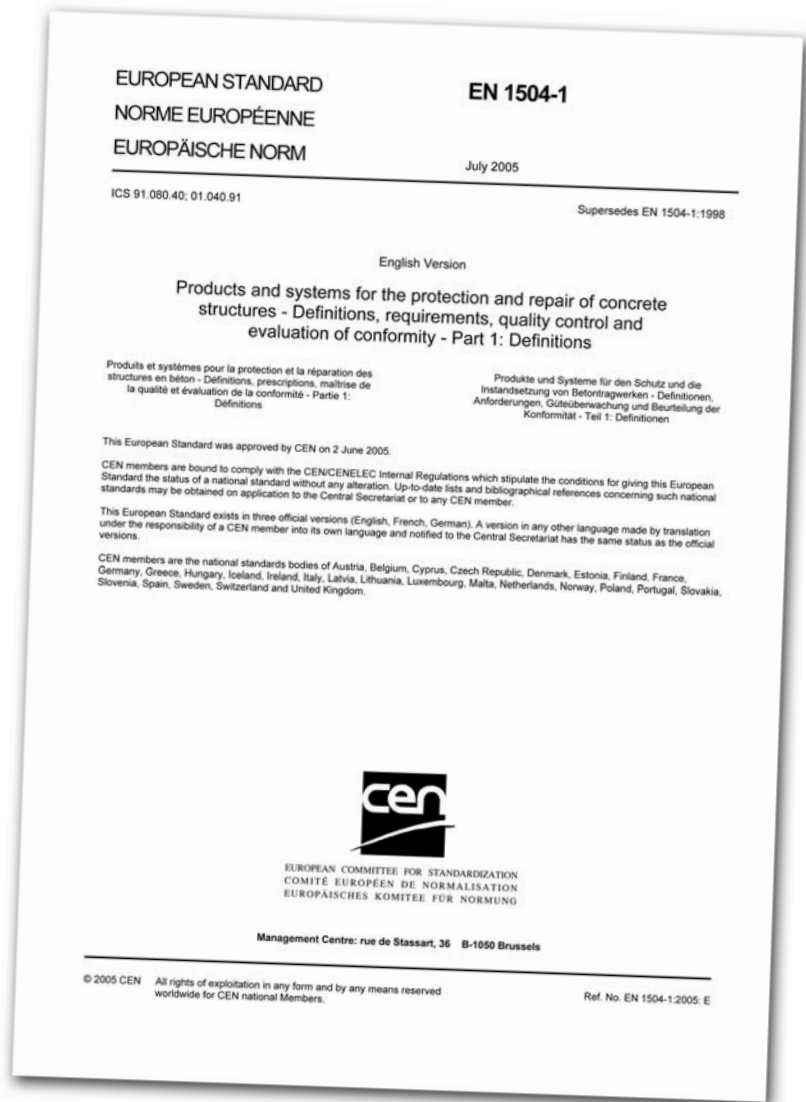 EUROPEAN STANDARD
NORME EUROPÉENNE
EUROPÄISCHE NORM
EN 1504-1
July 2005
ICS 91.080.40; 01.040.91
Supersedes EN 1504-1:1998
English Version
Products and systems for the protection and repair of concrete
structures - Definitions, requirements, quality control and
evaluation of conformity - Part 1: Definitions
Produits et systèmes pour la protection et la réparation des
structures en béton - Définitions, prescriptions, maîtrise de
la qualité et évaluation de la conformité - Partie 1:
Définitions
Produkte und Systeme für den Schutz und die
Instandsetzung von Betontragwerken - Definitionen,
Anforderungen, Güteüberwachung und Beurteilung der
Konformität - Teil 1: Definitionen
This European Standard was approved by CEN on 2 June 2005.
CEN members are bound to comply with the CEN/CENELEC Internal Regulations which stipulate the conditions for giving this European
Standard the status of a national standard without any alteration. Up-to-date lists and bibliographical references concerning such national
standards may be obtained on application to the Central Secretariat or to any CEN member.
This European Standard exists in three official versions (English, French, German). A version in any other language made by translation
under the responsibility of a CEN member into its own language and notified to the Central Secretariat has the same status as the official
versions.
CEN members are the national standards bodies of Austria, Belgium, Cyprus, Czech Republic, Denmark, Estonia, Finland, France,
Germany, Greece, Hungary, Iceland, Ireland, Italy, Latvia, Lithuania, Luxembourg, Malta, Netherlands, Norway, Poland, Portugal, Slovakia,
Slovenia, Spain, Sweden, Switzerland and United Kingdom.
cen
EUROPEAN COMMITTEE FOR STANDARDIZATION
COMITÉ EUROPÉEN DE NORMALISATION
EUROPÄISCHES KOMITEE FÜR NORMUNG
Management Centre: rue de Stassart, 36 B-1050 Brussels
© 2005 CEN All rights of exploitation in any form and by any means reserved
worldwide for CEN national Members.
Ref. No. EN 1504-1:2005: E